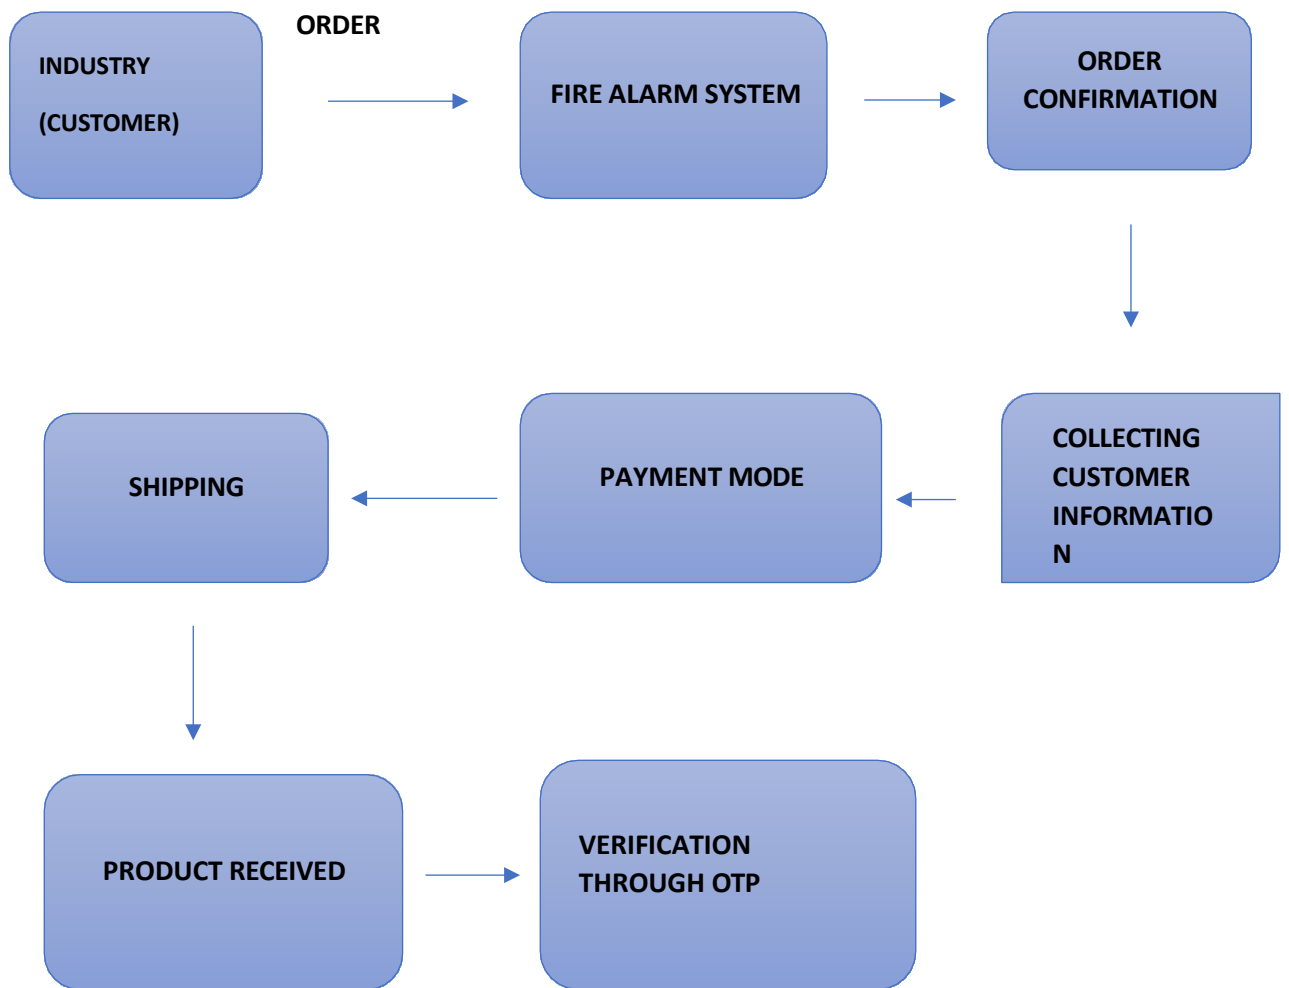 ORDER
INDUSTRY
(CUSTOMER)
FIRE ALARM SYSTEM
ORDER
CONFIRMATION
SHIPPING
PAYMENT MODE
COLLECTING
CUSTOMER
INFORMATIO
N
PRODUCT RECEIVED
VERIFICATION
THROUGH OTP